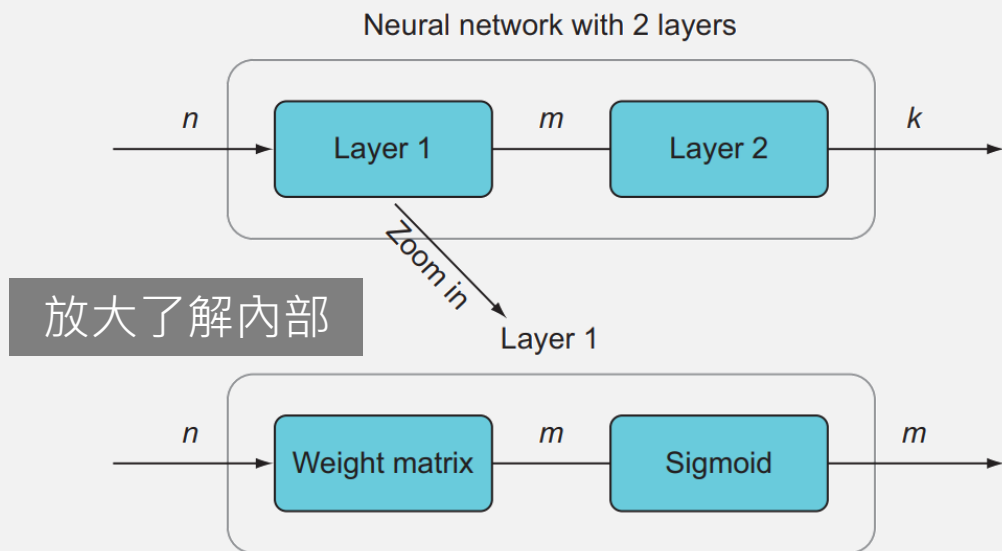 Neural network with 2 layers
n
Layer 1
m
Layer 2
k
Zoom in
放大了解內部
Layer 1
n
Weight matrix
m
Sigmoid
m